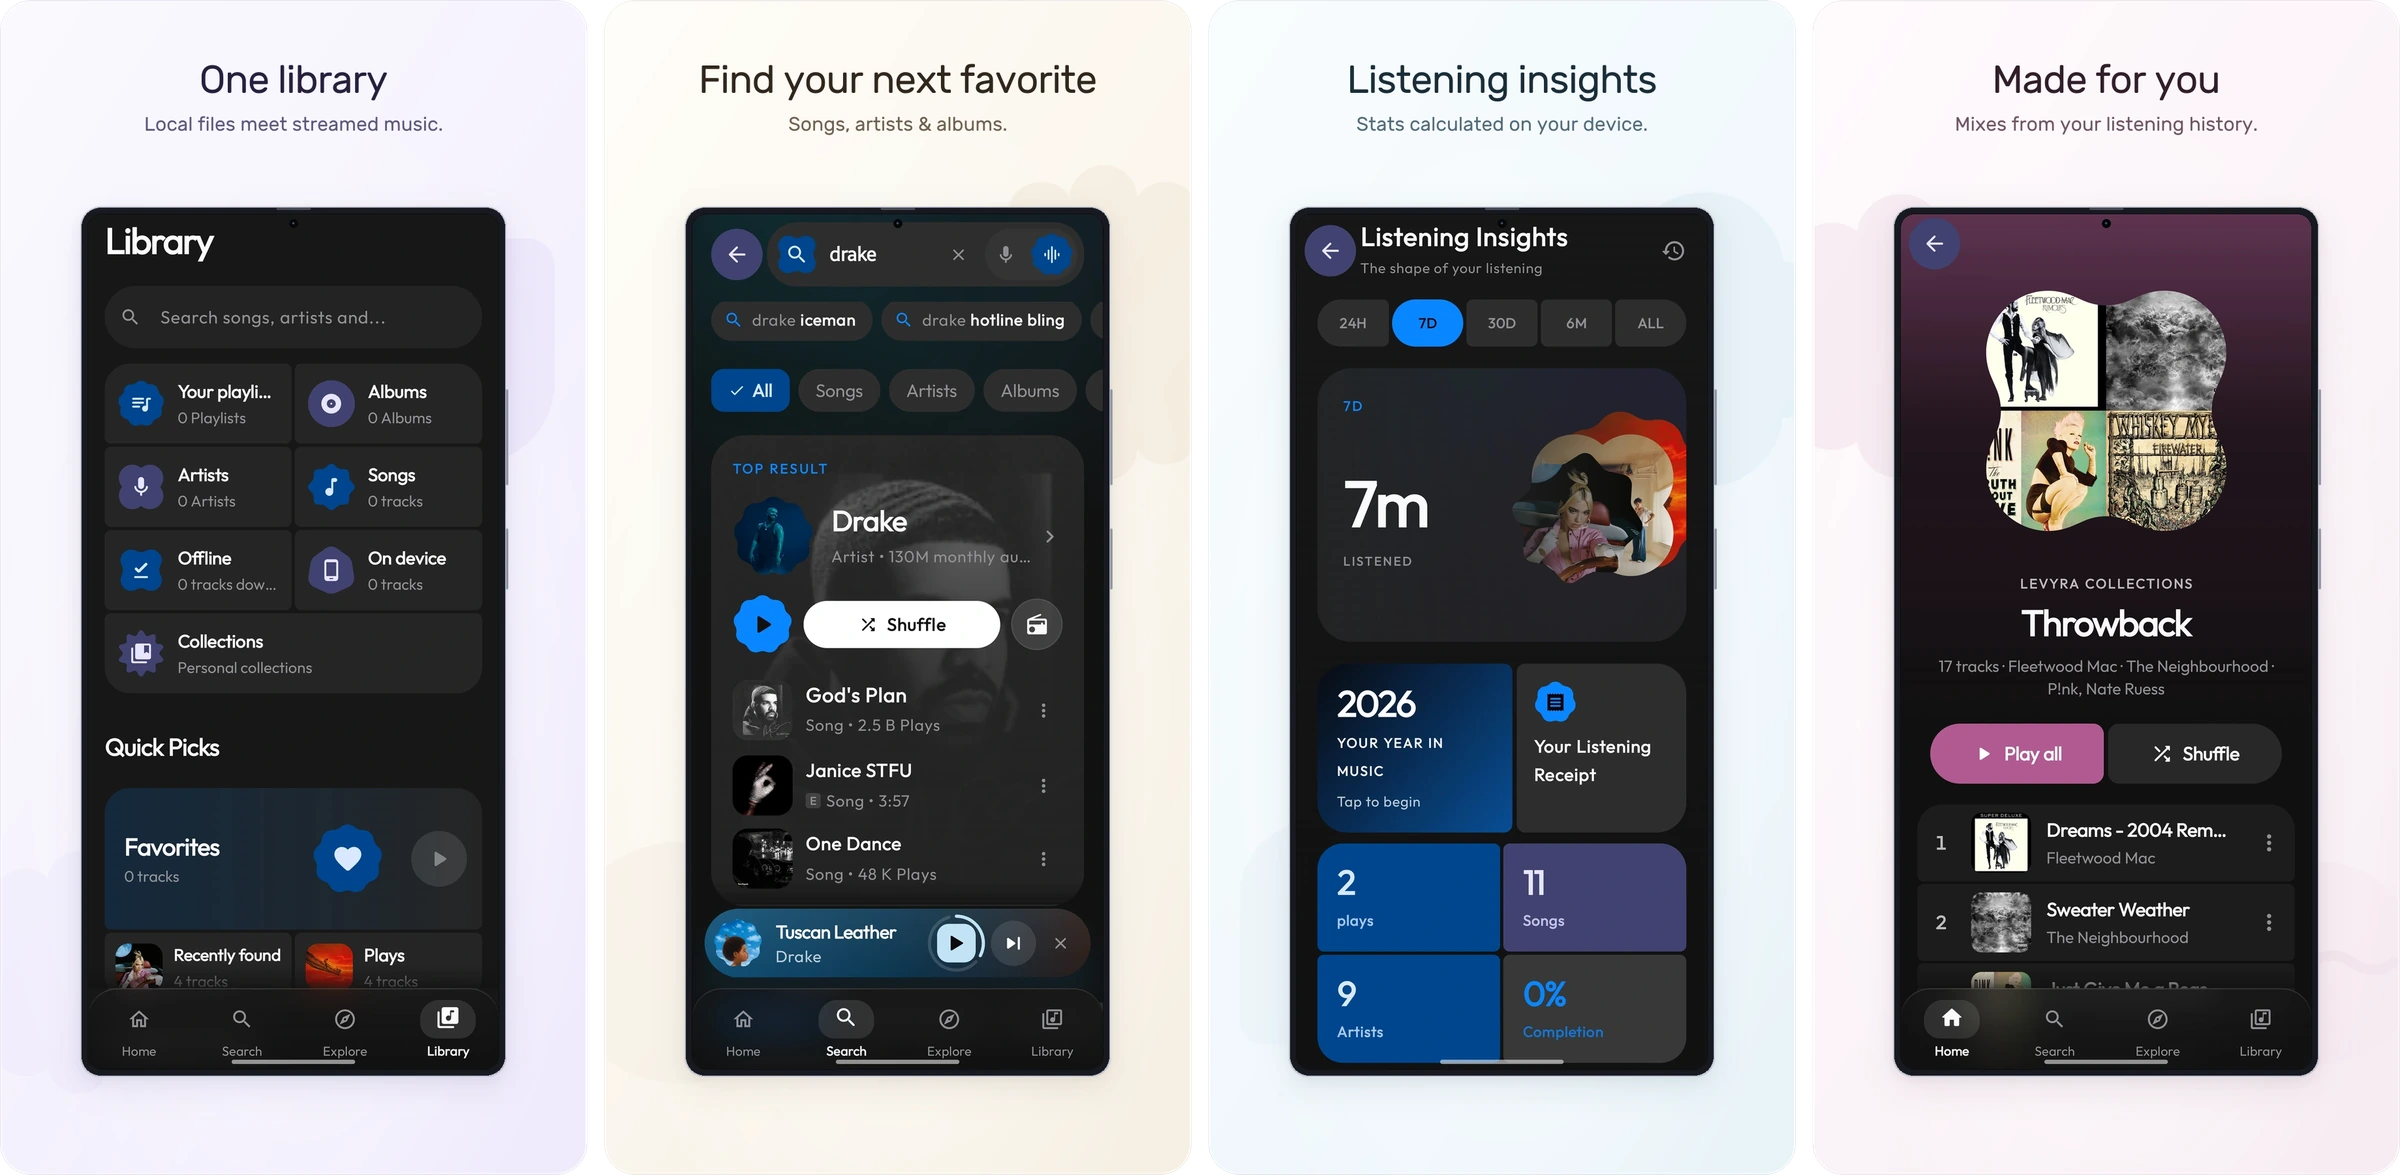 One library
Local files meet streamed music.
Library
Search songs, artists and...
Your playli...
0 Playlists
Albums
0 Albums
Artists
0 Artists
Songs
0 tracks
Offline
0 tracks dow...
On device
0 tracks
Collections
Personal collections
Quick Picks
Favorites
0 tracks
Recently found
4 tracks
Plays
4 tracks
Home
Search
Explore
Library
Find your next favorite
Songs, artists & albums.
drake
drake iceman
drake hotline bling
All
Songs
Artists
Albums
TOP RESULT
Drake
Artist • 130M monthly au...
Shuffle
God's Plan
Song • 2.5 B Plays
Janice STFU
E Song • 3:57
One Dance
Song • 48 K Plays
Tuscan Leather
Drake
Home
Search
Explore
Library
Listening insights
Stats calculated on your device.
Listening Insights
The shape of your listening
24H
7D
30D
6M
ALL
7D
7m
LISTENED
2026
YOUR YEAR IN
MUSIC
Tap to begin
Your Listening
Receipt
2
plays
11
Songs
9
Artists
0%
Completion
Made for you
Mixes from your listening history.
FLEETWOOD MAC
RUMOURS
WHISKEY MYE
FIREWATER
LEVYRA COLLECTIONS
Throwback
17 tracks · Fleetwood Mac · The Neighbourhood ·
P!nk, Nate Ruess
Play all
Shuffle
1
SUPER DELUXE
Dreams - 2004 Rem...
Fleetwood Mac
2
Sweater Weather
The Neighbourhood
Home
Search
Explore
Library